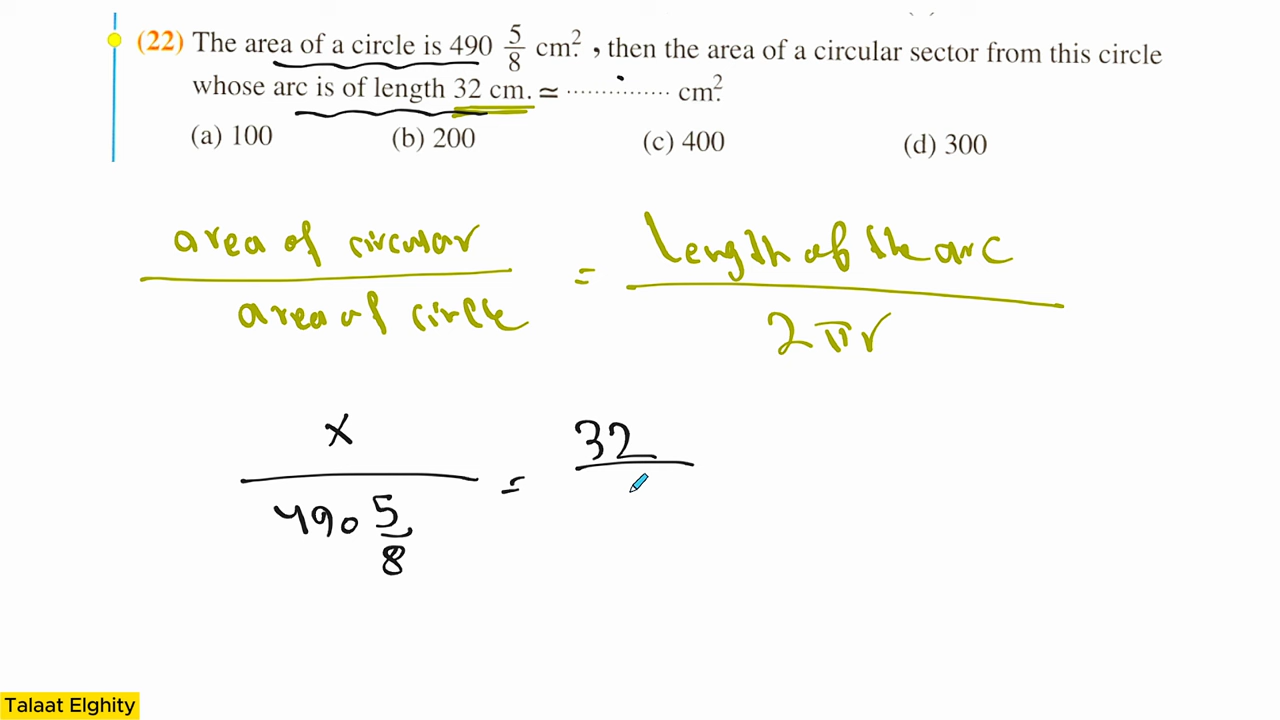 (22) The area of a circle is 490 5/8 cm² , then the area of a circular sector from this circle
whose arc is of length 32 cm. ≃ ............... cm²
(a) 100 (b) 200 (c) 400 (d) 300
area of circular / area of circle = length of the arc / 2πr
x / 490 5/8 = 32
Talaat Elghity